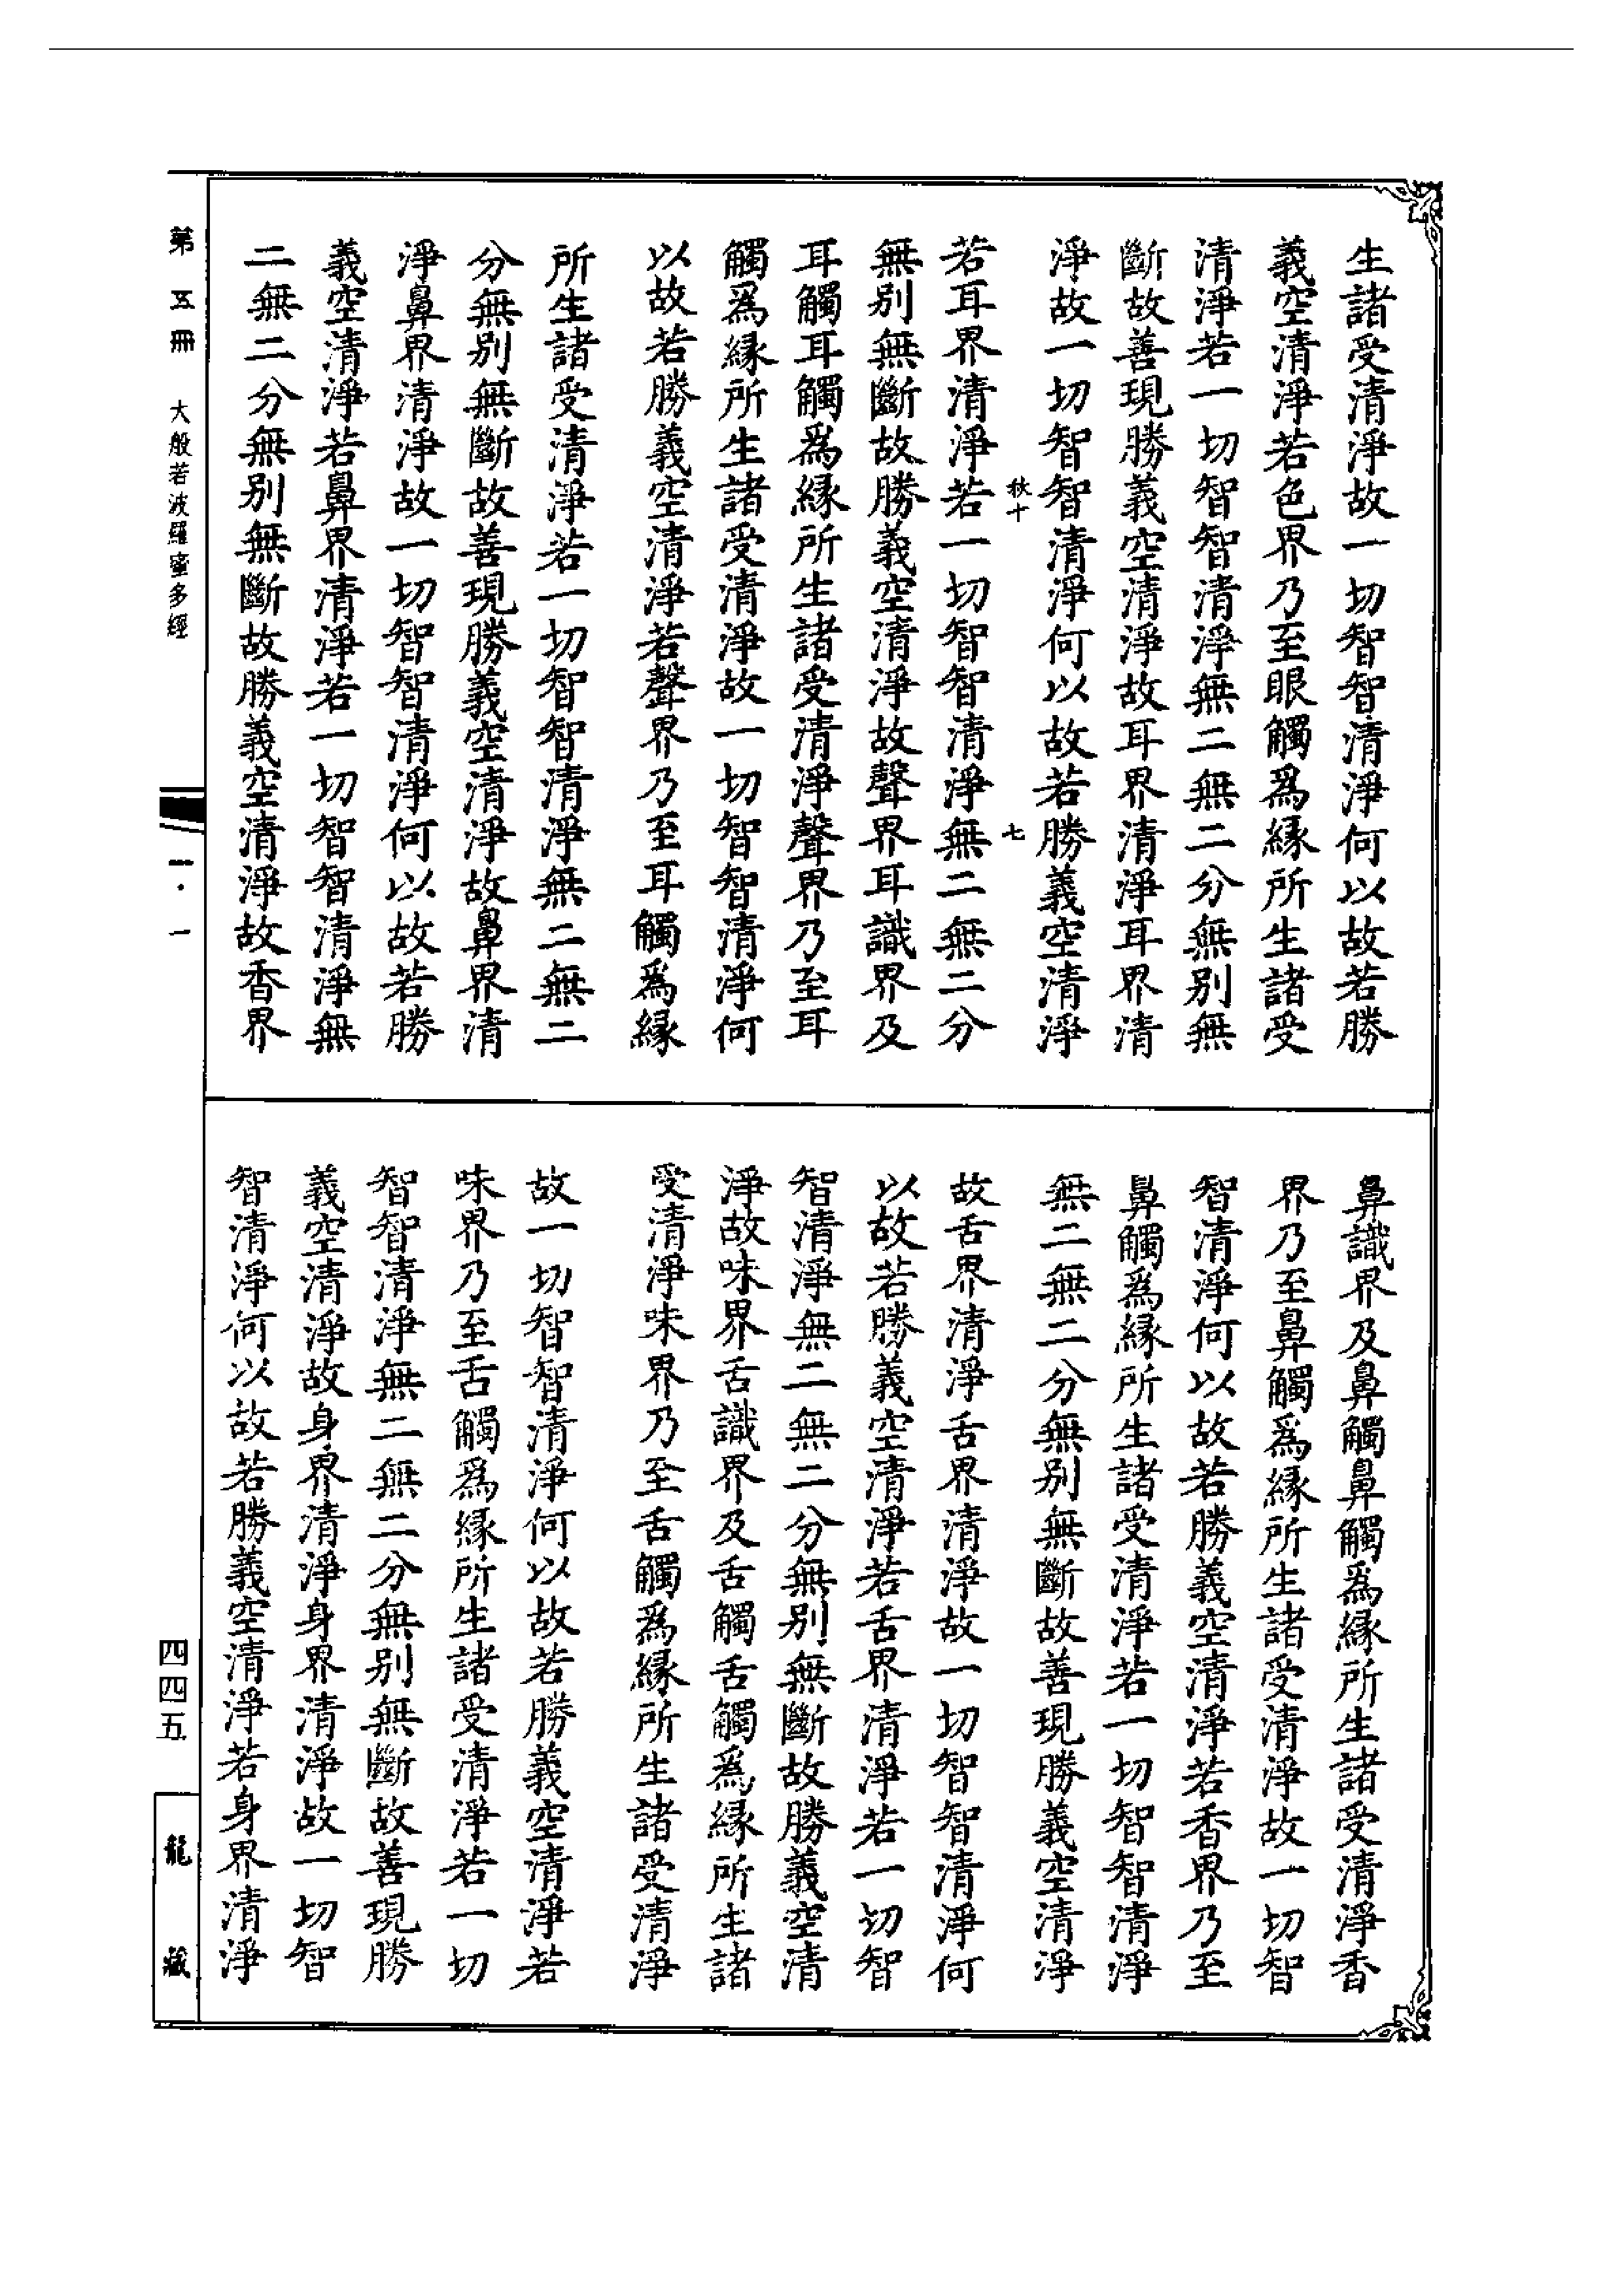 生諸受清淨故一切智智清淨何以故若勝
義空清淨若色界乃至眼觸爲緣所生諸受
清淨若一切智智清淨無二無二分無别無
斷故善現勝義空清淨故耳界清淨耳界清
淨故一切智智清淨何以故若勝義空清淨
十 七
若耳界清淨若一切智智清淨無二無二分
無别無斷故勝義空清淨故聲界耳識界及
耳觸耳觸爲緣所生諸受清淨聲界乃至耳
觸爲緣所生諸受清淨故一切智智清淨何
以故若勝義空清淨若聲界乃至耳觸爲緣
所生諸受清淨若一切智智清淨無二無二
分無别無斷故善現勝義空清淨故鼻界清
淨鼻界清淨故一切智智清淨何以故若勝
義空清淨若鼻界清淨若一切智智清淨無
二無二分無别無斷故勝義空清淨故香界
鼻識界及鼻觸鼻觸爲緣所生諸受清淨香
界乃至鼻觸爲緣所生諸受清淨故一切智
智清淨何以故若勝義空清淨若香界乃至
鼻觸爲緣所生諸受清淨若一切智智清淨
無二無二分無别無斷故善現勝義空清淨
故舌界清淨舌界清淨故一切智智清淨何
以故若勝義空清淨若舌界清淨若一切智
智清淨無二無二分無别無斷故勝義空清
淨故味界舌識界及舌觸舌觸爲緣所生諸
受清淨味界乃至舌觸爲緣所生諸受清淨
故一切智智清淨何以故若勝義空清淨若
味界乃至舌觸爲緣所生諸受清淨若一切
智智清淨無二無二分無别無斷故善現勝
義空清淨故身界清淨身界清淨故一切智
智清淨何以故若勝義空清淨若身界清淨
第五冊 大般若波羅蜜多經
一·一
四四五
龍藏